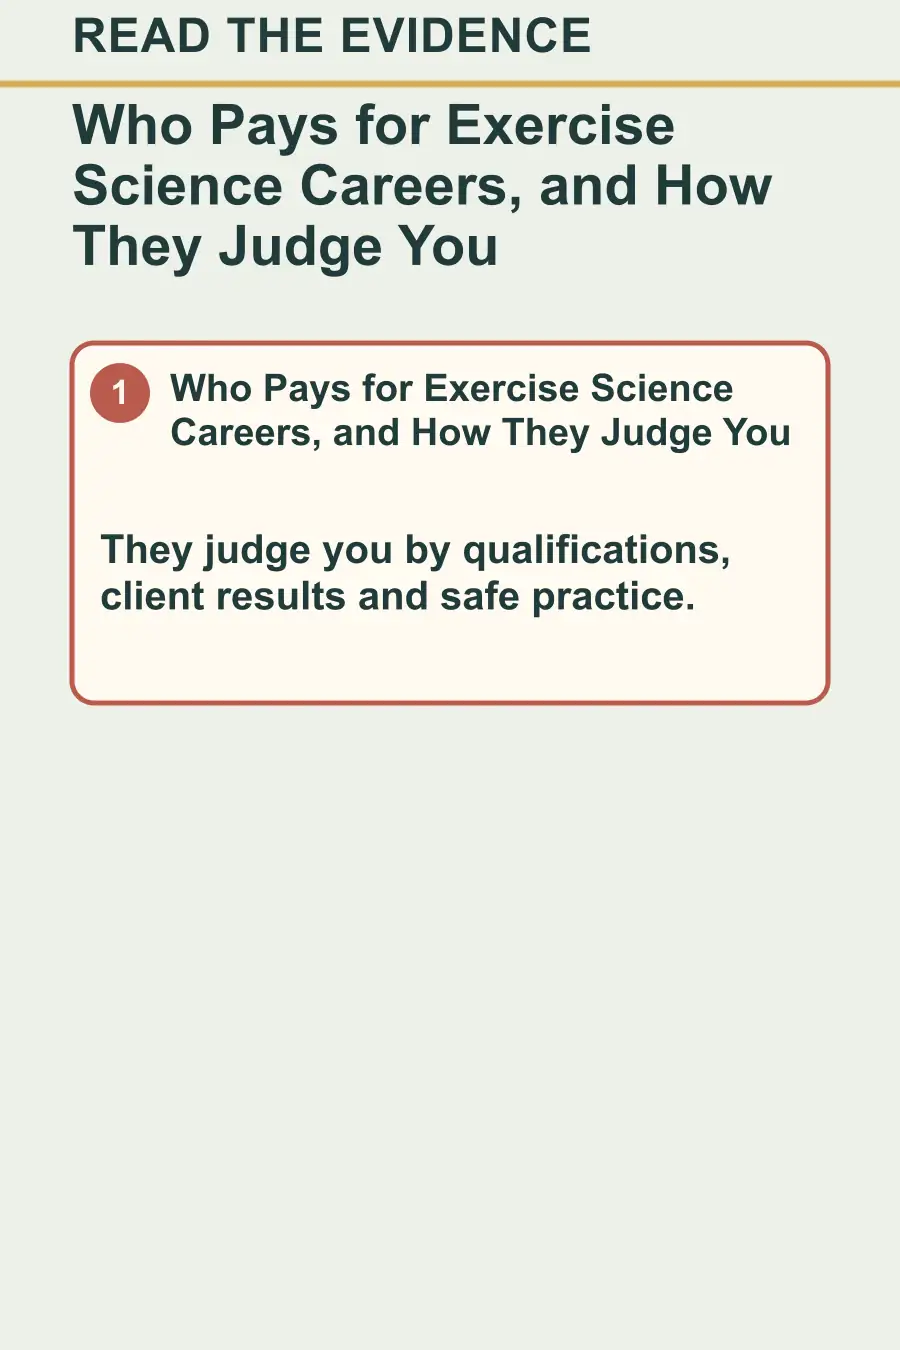 READ THE EVIDENCE
Who Pays for Exercise
Science Careers, and How
They Judge You
1
Who Pays for Exercise Science
Careers, and How They Judge You
They judge you by qualifications,
client results and safe practice.